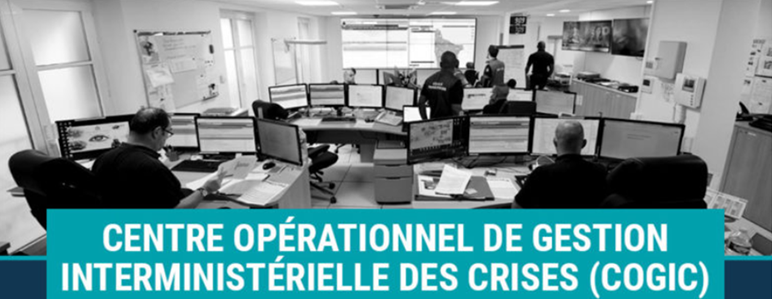 CENTRE OPÉRATIONNEL DE GESTION
INTERMINISTÉRIELLE DES CRISES (COGIC)